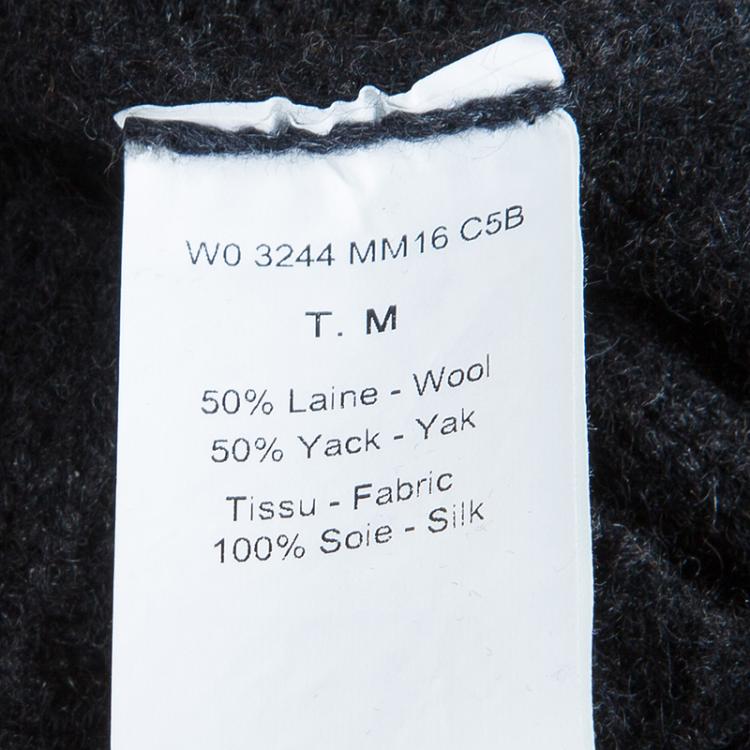 W0 3244 MM16 C5B
T. M
50% Laine - Wool
50% Yack - Yak
Tissu - Fabric
100% Soie - Silk